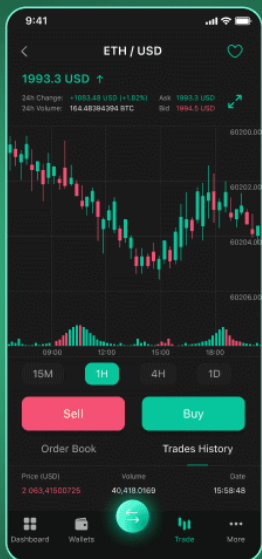 9:41
ETH / USD
1993.3 USD ↑
24h Change: +1053.48 USD (+1.82%) Ask 1993.3 USD
24h Volume: 164.48394394 BTC Bid 1994.5 USD
60200.00
60202.00
60204.00
60206.00
09:00 12:00 15:00 18:00
15M 1H 4H 1D
Sell Buy
Order Book Trades History
Price (USD) Volume Date
2 063,41500725 40,418.0169 15:58:48
Dashboard Wallets Trade More